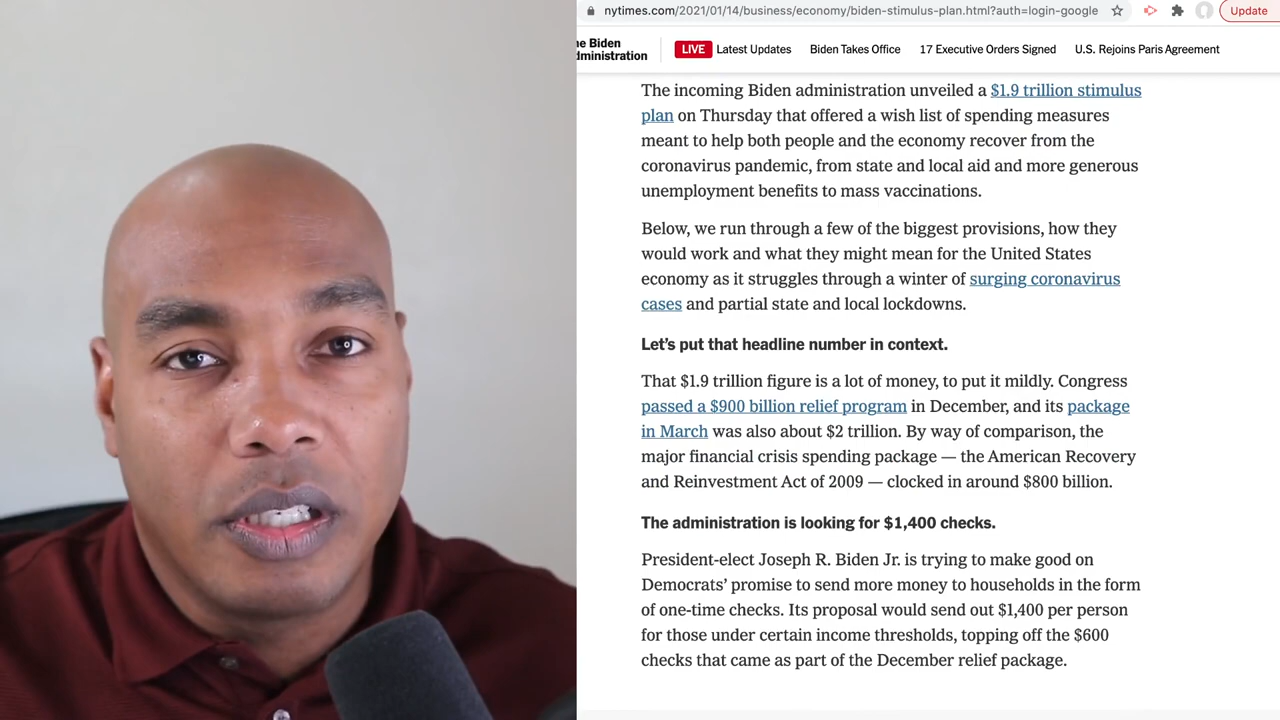 nytimes.com/2021/01/14/business/economy/biden-stimulus-plan.html?auth=login-google
Update
he Biden
dministration
LIVE Latest Updates Biden Takes Office 17 Executive Orders Signed U.S. Rejoins Paris Agreement
The incoming Biden administration unveiled a $1.9 trillion stimulus
plan on Thursday that offered a wish list of spending measures
meant to help both people and the economy recover from the
coronavirus pandemic, from state and local aid and more generous
unemployment benefits to mass vaccinations.
Below, we run through a few of the biggest provisions, how they
would work and what they might mean for the United States
economy as it struggles through a winter of surging coronavirus
cases and partial state and local lockdowns.
Let’s put that headline number in context.
That $1.9 trillion figure is a lot of money, to put it mildly. Congress
passed a $900 billion relief program in December, and its package
in March was also about $2 trillion. By way of comparison, the
major financial crisis spending package — the American Recovery
and Reinvestment Act of 2009 — clocked in around $800 billion.
The administration is looking for $1,400 checks.
President-elect Joseph R. Biden Jr. is trying to make good on
Democrats’ promise to send more money to households in the form
of one-time checks. Its proposal would send out $1,400 per person
for those under certain income thresholds, topping off the $600
checks that came as part of the December relief package.